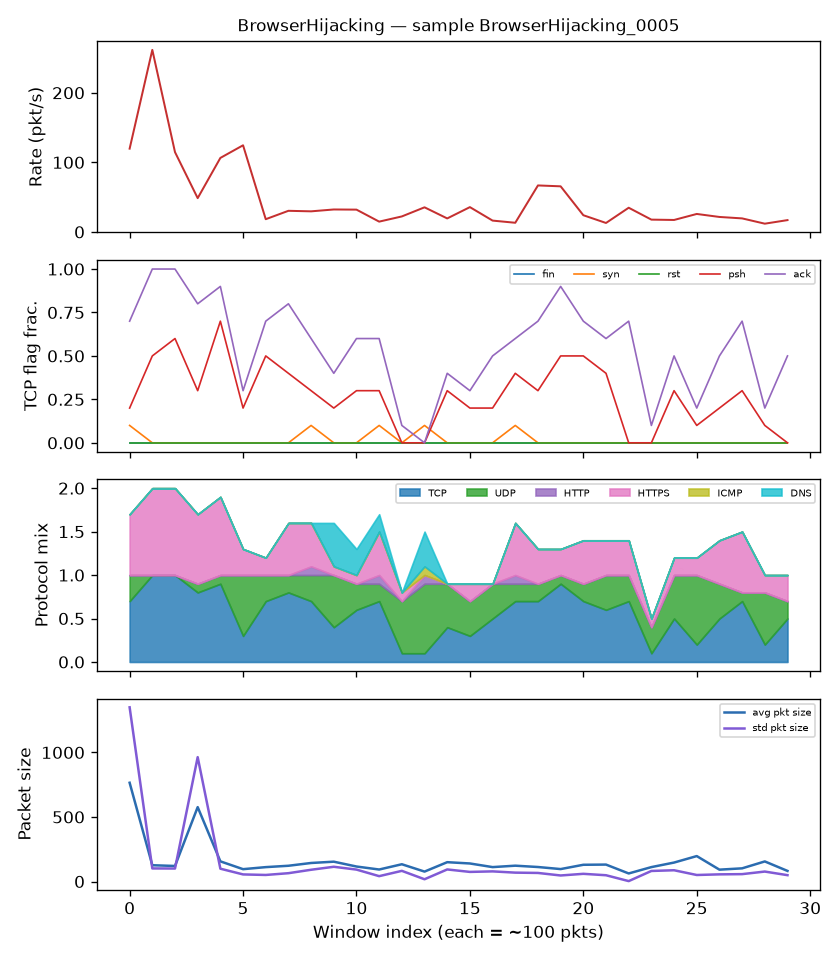 BrowserHijacking — sample BrowserHijacking_0005
Rate (pkt/s)
200
100
0
TCP flag frac.
1.00
0.75
0.50
0.25
0.00
fin syn rst psh ack
Protocol mix
2.0
1.5
1.0
0.5
0.0
TCP UDP HTTP HTTPS ICMP DNS
Packet size
1000
500
0
avg pkt size
std pkt size
0 5 10 15 20 25 30
Window index (each = ~100 pkts)